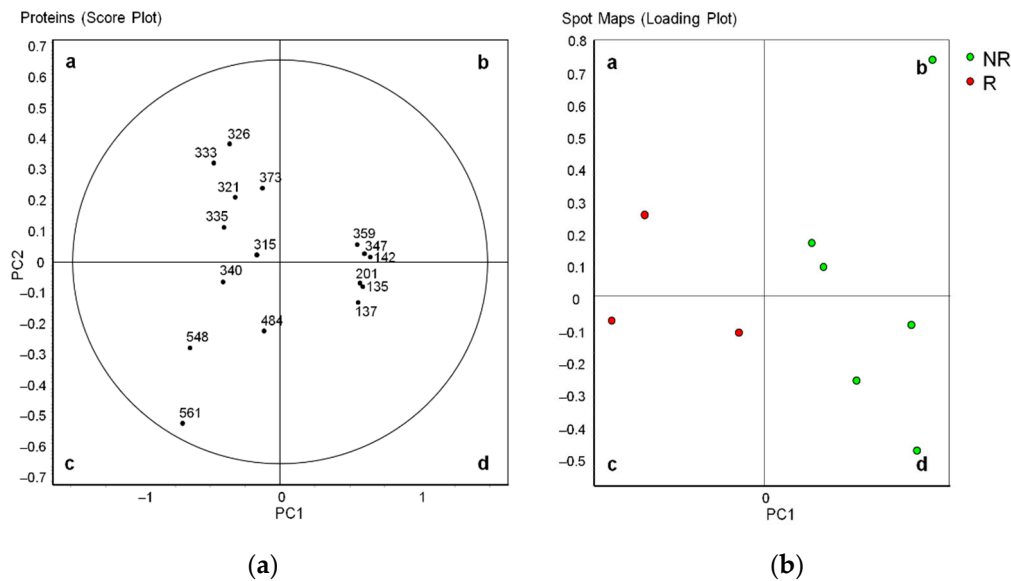 Proteins (Score Plot)
0.7
a
b
0.6
0.5
0.4
326
333
0.3
373
321
0.2
335
359
0.1
315
347
PC2
0
142
340
201
–0.1
135
137
–0.2
484
548
–0.3
–0.4
561
–0.5
–0.6
c
d
–0.7
–1
0
1
PC1
(a)
Spot Maps (Loading Plot)
0.8
a
b
0.7
0.6
0.5
0.4
0.3
0.2
0.1
0
–0.1
–0.2
–0.3
–0.4
c
d
–0.5
0
PC1
NR
R
(b)